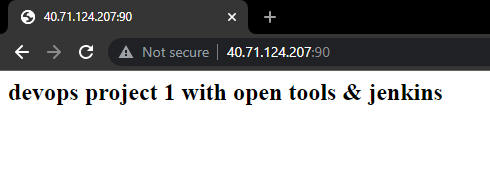 40.71.124.207:90
Not secure 40.71.124.207:90
devops project 1 with open tools & jenkins